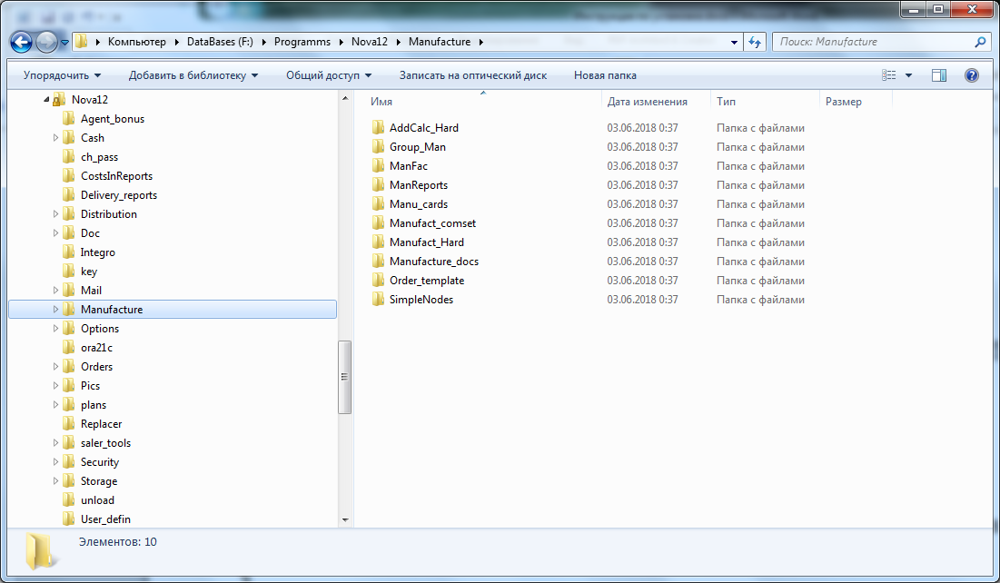 Компьютер DataBases (F:) Programms Nova12 Manufacture Поиск: Manufacture
Упорядочить Добавить в библиотеку Общий доступ Записать на оптический диск Новая папка
Nova12
Agent_bonus
Cash
ch_pass
CostsInReports
Delivery_reports
Distribution
Doc
Integro
key
Mail
Manufacture
Options
ora21c
Orders
Pics
plans
Replacer
saler_tools
Security
Storage
unload
User_defin
Имя Дата изменения Тип Размер
AddCalc_Hard 03.06.2018 0:37 Папка с файлами
Group_Man 03.06.2018 0:37 Папка с файлами
ManFac 03.06.2018 0:37 Папка с файлами
ManReports 03.06.2018 0:37 Папка с файлами
Manu_cards 03.06.2018 0:37 Папка с файлами
Manufact_comset 03.06.2018 0:37 Папка с файлами
Manufact_Hard 03.06.2018 0:37 Папка с файлами
Manufacture_docs 03.06.2018 0:37 Папка с файлами
Order_template 03.06.2018 0:37 Папка с файлами
SimpleNodes 03.06.2018 0:37 Папка с файлами
Элементов: 10